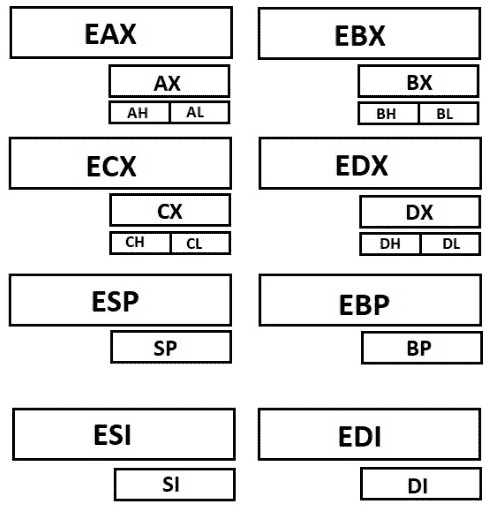 EAX
AX
AH AL
EBX
BX
BH BL
ECX
CX
CH CL
EDX
DX
DH DL
ESP
SP
EBP
BP
ESI
SI
EDI
DI